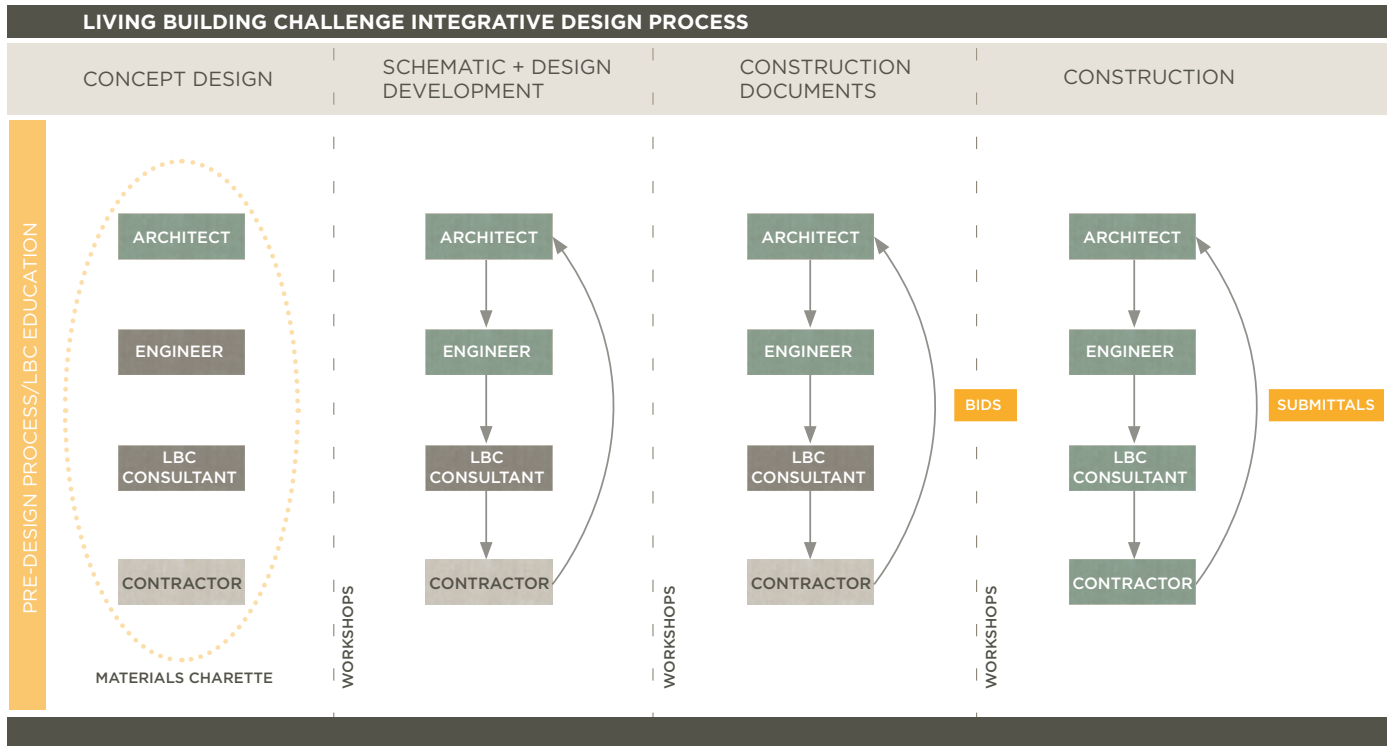 LIVING BUILDING CHALLENGE INTEGRATIVE DESIGN PROCESS
CONCEPT DESIGN
SCHEMATIC + DESIGN
DEVELOPMENT
CONSTRUCTION
DOCUMENTS
CONSTRUCTION
PRE-DESIGN PROCESS/LBC EDUCATION
ARCHITECT
ENGINEER
LBC
CONSULTANT
CONTRACTOR
MATERIALS CHARETTE
WORKSHOPS
ARCHITECT
ENGINEER
LBC
CONSULTANT
CONTRACTOR
WORKSHOPS
ARCHITECT
ENGINEER
LBC
CONSULTANT
CONTRACTOR
BIDS
WORKSHOPS
ARCHITECT
ENGINEER
LBC
CONSULTANT
CONTRACTOR
SUBMITTALS